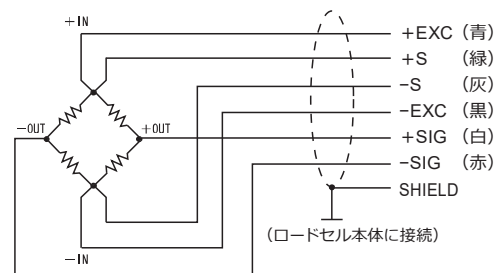 +IN
+EXC（青）
+S（緑）
−S（灰）
−EXC（黒）
−OUT
+OUT
+SIG（白）
−SIG（赤）
SHIELD
（ロードセル本体に接続）
−IN